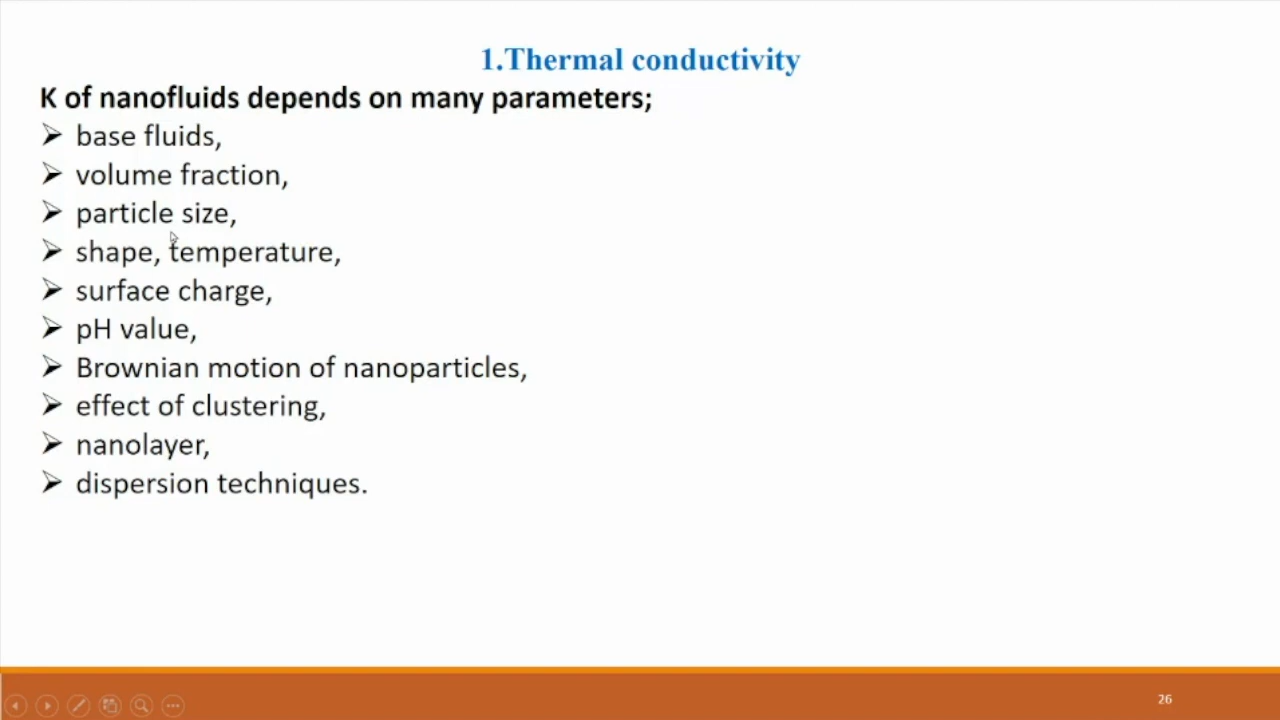 1.Thermal conductivity
K of nanofluids depends on many parameters;
➢ base fluids,
➢ volume fraction,
➢ particle size,
➢ shape, temperature,
➢ surface charge,
➢ pH value,
➢ Brownian motion of nanoparticles,
➢ effect of clustering,
➢ nanolayer,
➢ dispersion techniques.
26